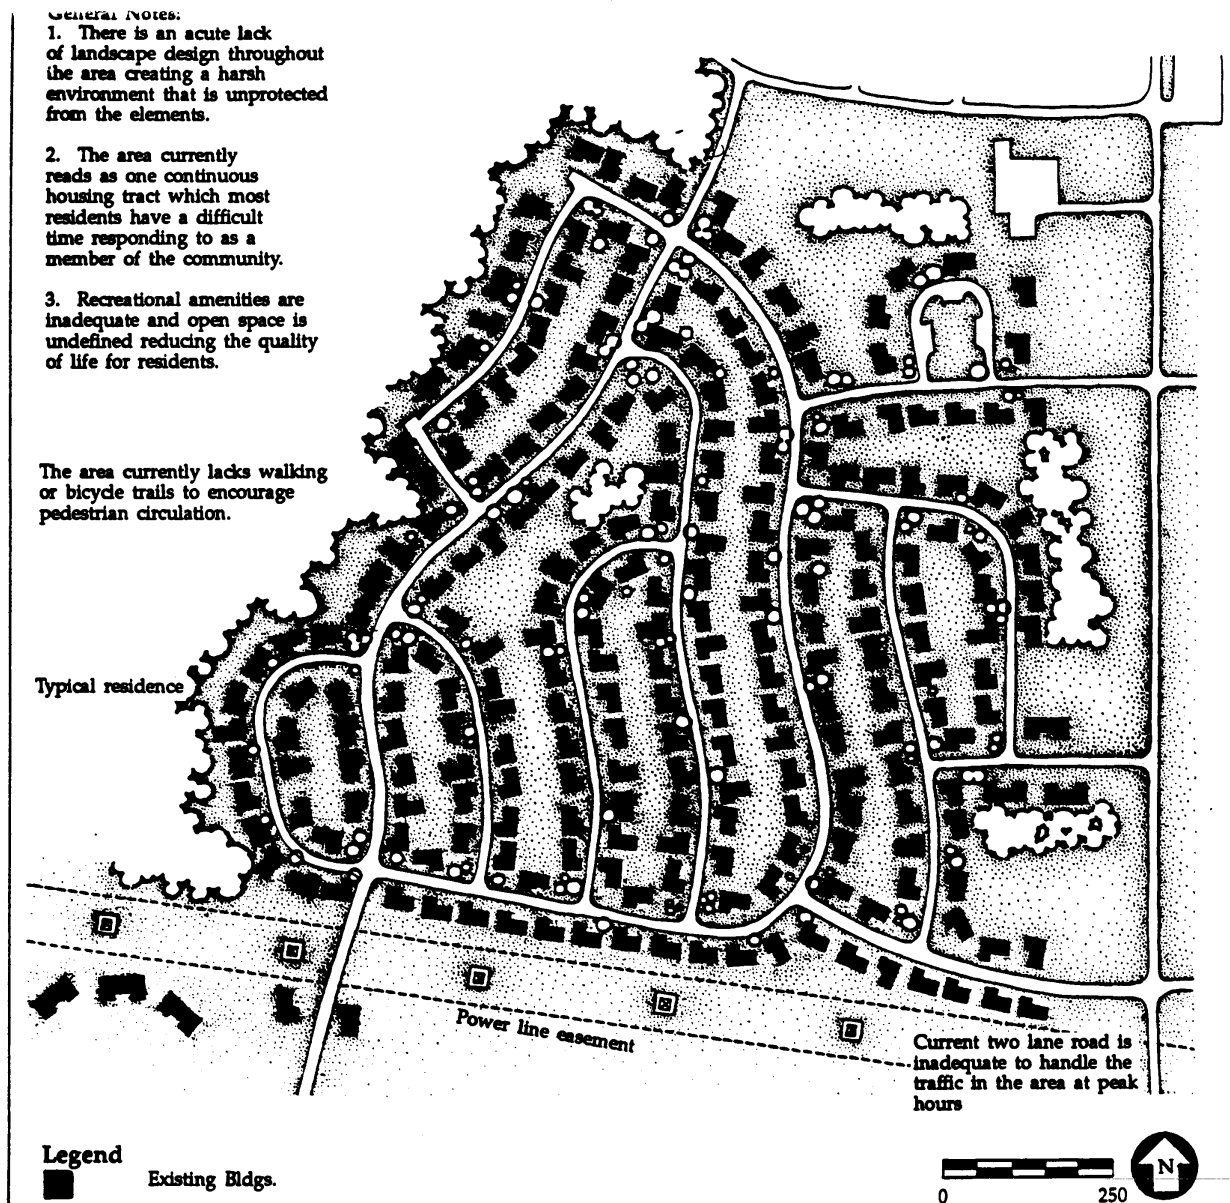 General Notes:
1. There is an acute lack
of landscape design throughout
the area creating a harsh
environment that is unprotected
from the elements.
2. The area currently
reads as one continuous
housing tract which most
residents have a difficult
time responding to as a
member of the community.
3. Recreational amenities are
inadequate and open space is
undefined reducing the quality
of life for residents.
The area currently lacks walking
or bicycle trails to encourage
pedestrian circulation.
Typical residence
Power line easement
Current two lane road is
inadequate to handle the
traffic in the area at peak
hours
Legend
Existing Bldgs.
N
0 250